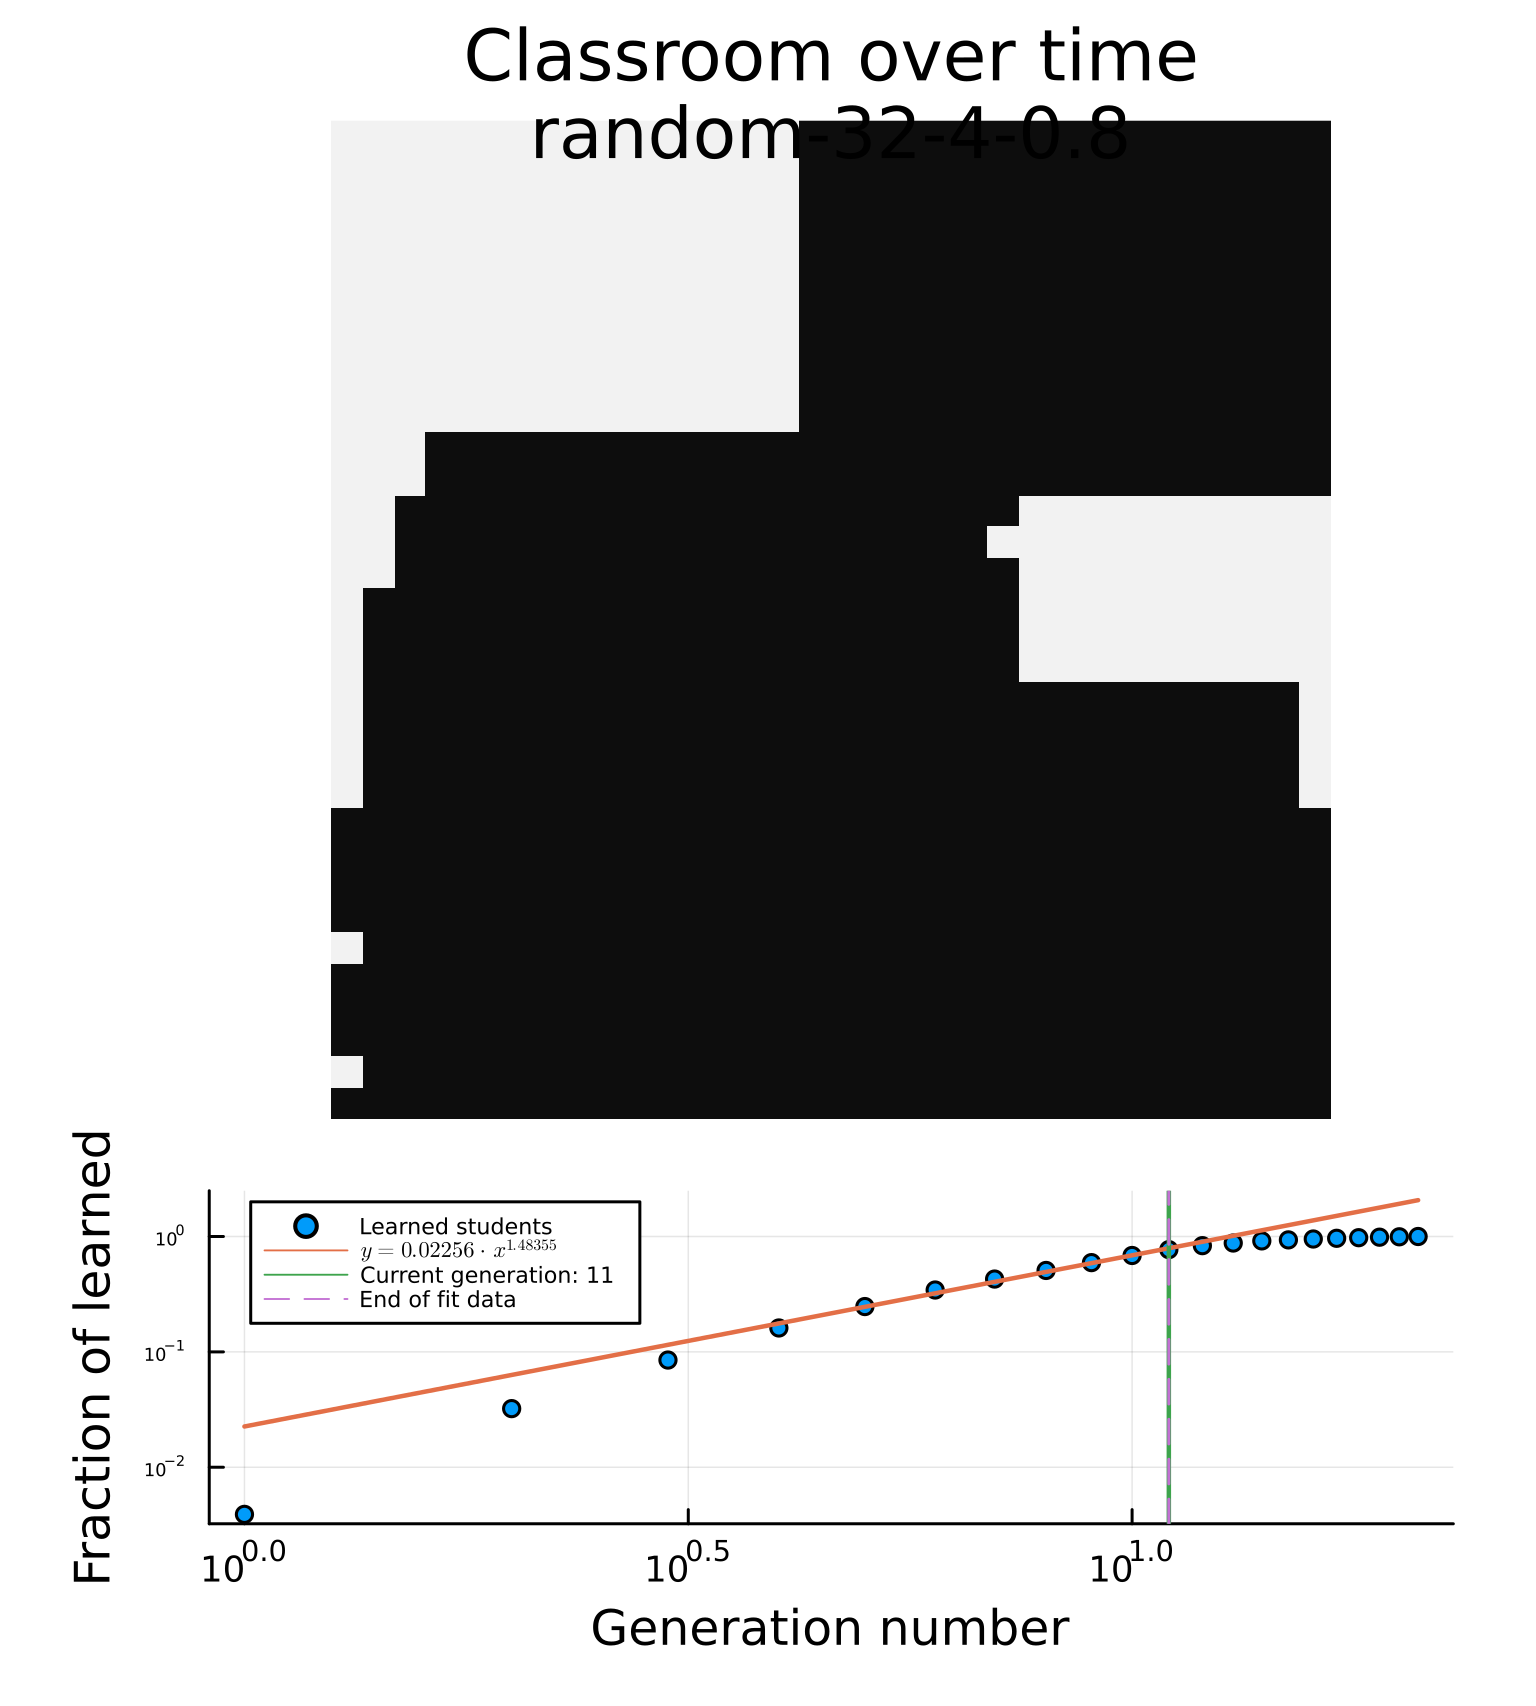 Classroom over time
random-32-4-0.8
Fraction of learned
10⁰
10⁻¹
10⁻²
Learned students
y = 0.02256 · x^1.48355
Current generation: 11
End of fit data
10^0.0
10^0.5
10^1.0
Generation number